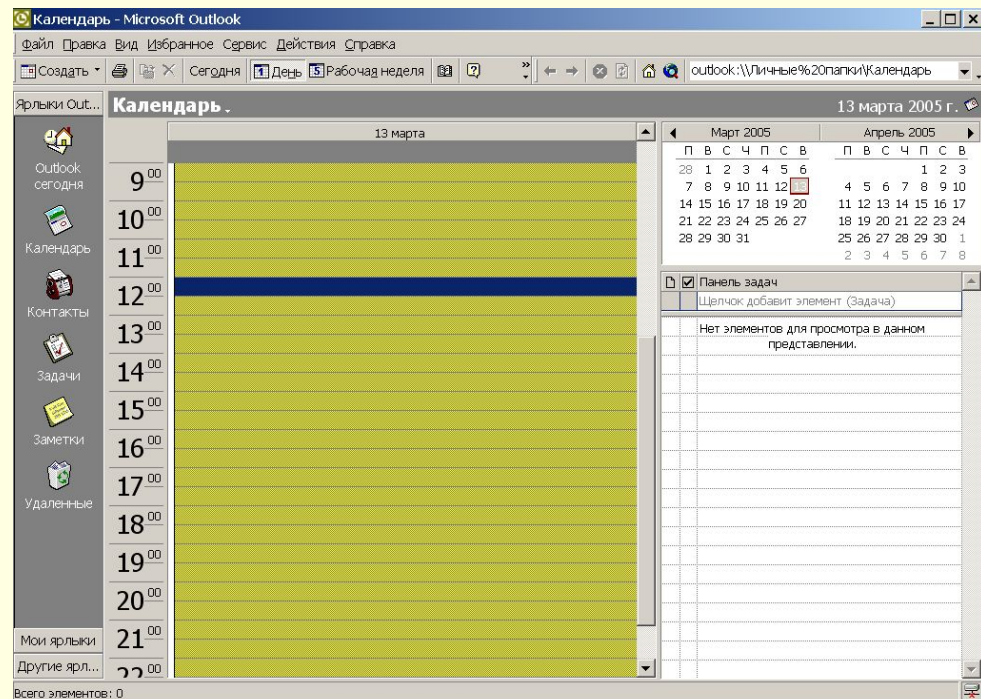 Календарь - Microsoft Outlook
Файл Правка Вид Избранное Сервис Действия Справка
Создать Сегодня 1 День 5 Рабочая неделя outlook:\\Личные%20папки\Календарь
Ярлыки Out... Календарь . 13 марта 2005 г.
Outlook сегодня
Календарь
Контакты
Задачи
Заметки
Удаленные
Мои ярлыки
Другие ярл...
13 марта
9 00
10 00
11 00
12 00
13 00
14 00
15 00
16 00
17 00
18 00
19 00
20 00
21 00
22 00
Март 2005
П В С Ч П С В
28 1 2 3 4 5 6
7 8 9 10 11 12 13
14 15 16 17 18 19 20
21 22 23 24 25 26 27
28 29 30 31
Апрель 2005
П В С Ч П С В
1 2 3
4 5 6 7 8 9 10
11 12 13 14 15 16 17
18 19 20 21 22 23 24
25 26 27 28 29 30 1
2 3 4 5 6 7 8
Панель задач
Щелчок добавит элемент (Задача)
Нет элементов для просмотра в данном
представлении.
Всего элементов: 0